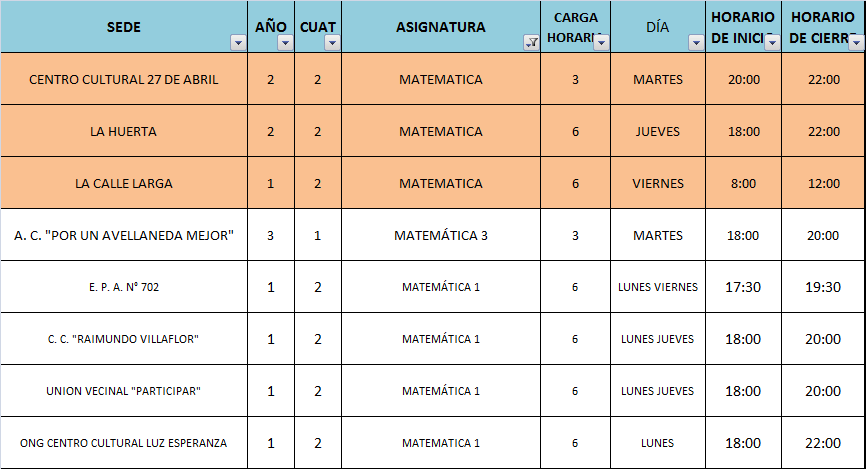 SEDE AÑO CUAT ASIGNATURA CARGA HORARIA DÍA HORARIO DE INICIO HORARIO DE CIERRE
CENTRO CULTURAL 27 DE ABRIL 2 2 MATEMATICA 3 MARTES 20:00 22:00
LA HUERTA 2 2 MATEMATICA 6 JUEVES 18:00 22:00
LA CALLE LARGA 1 2 MATEMATICA 6 VIERNES 8:00 12:00
A. C. "POR UN AVELLANEDA MEJOR" 3 1 MATEMÁTICA 3 3 MARTES 18:00 20:00
E. P. A. N° 702 1 2 MATEMÁTICA 1 6 LUNES VIERNES 17:30 19:30
C. C. "RAIMUNDO VILLAFLOR" 1 2 MATEMÁTICA 1 6 LUNES JUEVES 18:00 20:00
UNION VECINAL "PARTICIPAR" 1 2 MATEMÁTICA 1 6 LUNES JUEVES 18:00 20:00
ONG CENTRO CULTURAL LUZ ESPERANZA 1 2 MATEMATICA 1 6 LUNES 18:00 22:00